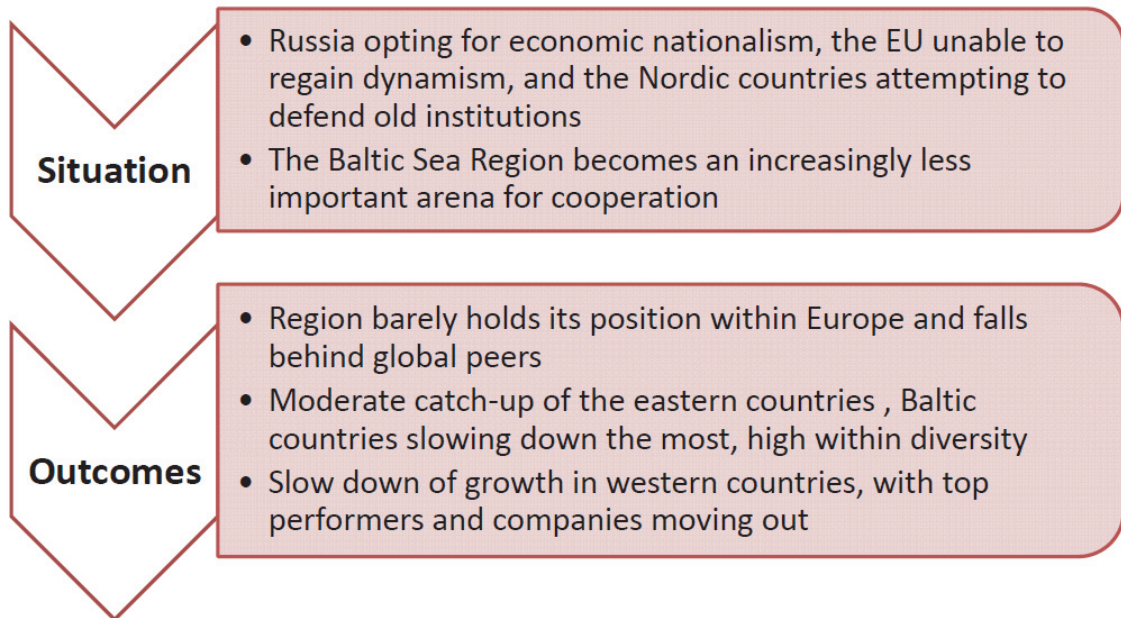 Situation
• Russia opting for economic nationalism, the EU unable to
regain dynamism, and the Nordic countries attempting to
defend old institutions
• The Baltic Sea Region becomes an increasingly less
important arena for cooperation
Outcomes
• Region barely holds its position within Europe and falls
behind global peers
• Moderate catch-up of the eastern countries , Baltic
countries slowing down the most, high within diversity
• Slow down of growth in western countries, with top
performers and companies moving out